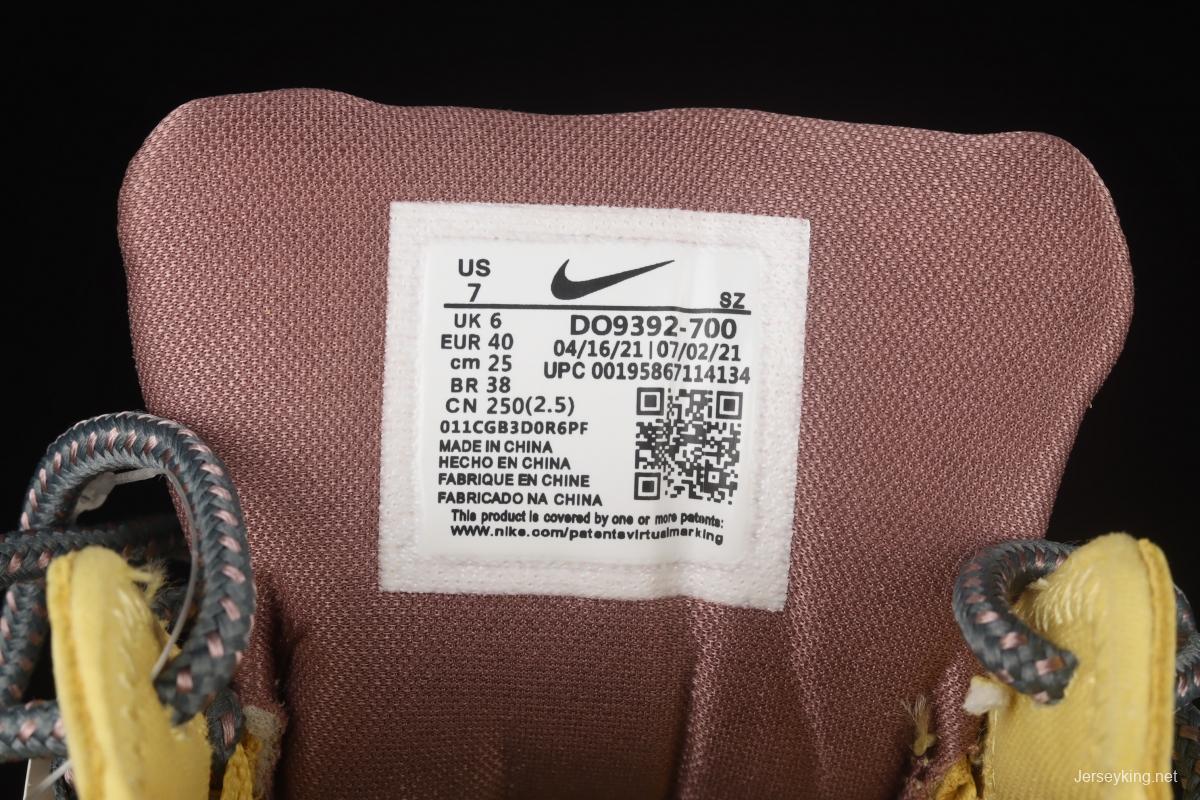 US
7
SZ
UK 6
EUR 40
cm 25
BR 38
CN 250(2.5)
DO9392-700
04/16/21|07/02/21
UPC 00195867114134
011CGB3D0R6PF
MADE IN CHINA
HECHO EN CHINA
FABRIQUE EN CHINE
FABRICADO NA CHINA
This product is covered by one or more patents:
www.nike.com/patentsvirtualmarking
Jerseyking.net